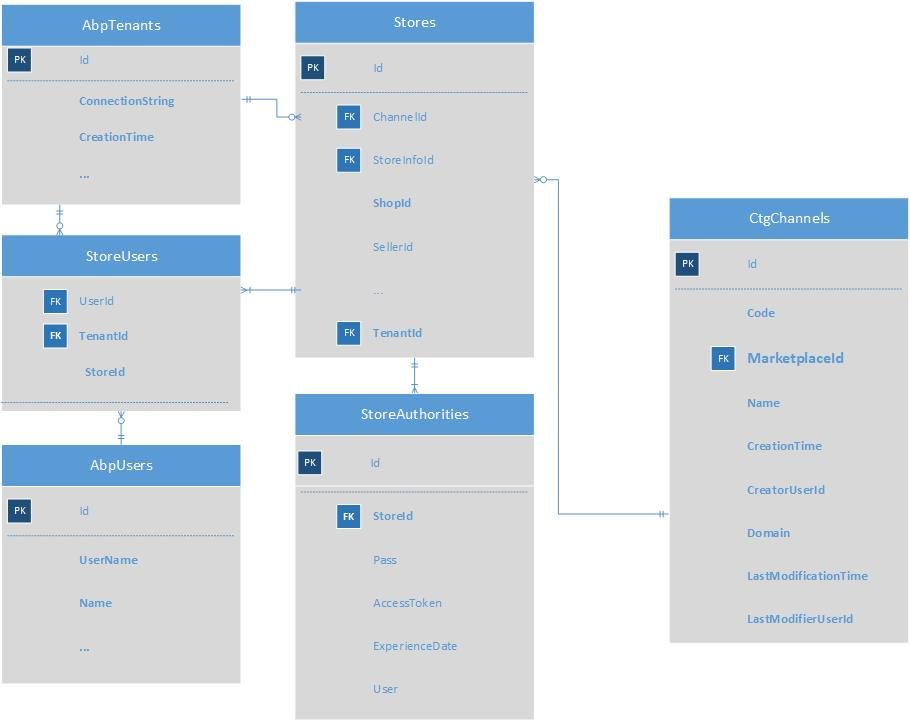 AbpTenants
PK Id
ConnectionString
CreationTime
...
Stores
PK Id
FK ChannelId
FK StoreInfoId
ShopId
SellerId
...
FK TenantId
StoreUsers
FK UserId
FK TenantId
StoreId
AbpUsers
PK Id
UserName
Name
...
StoreAuthorities
PK Id
FK StoreId
Pass
AccessToken
ExperienceDate
User
CtgChannels
PK Id
Code
FK MarketplaceId
Name
CreationTime
CreatorUserId
Domain
LastModificationTime
LastModifierUserId